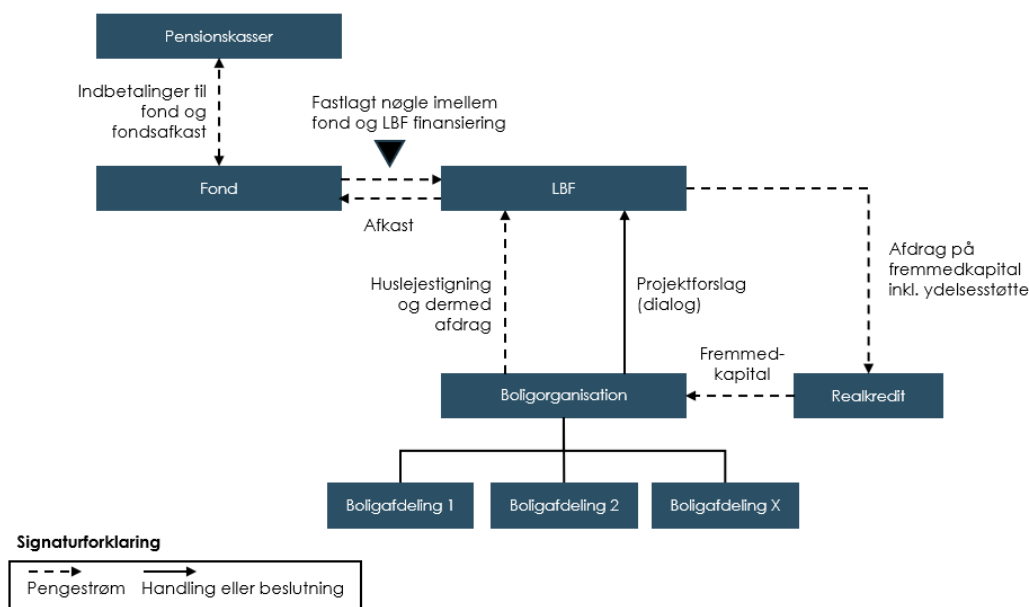 Pensionskasser
Indbetalinger til
fond og
fondsafkast
Fastlagt nøgle imellem
fond og LBF finansiering
Fond
LBF
Afkast
Huslejestigning
og dermed
afdrag
Projektforslag
(dialog)
Afdrag på
fremmedkapital
inkl. ydelsesstøtte
Fremmed-
kapital
Boligorganisation
Realkredit
Boligafdeling 1
Boligafdeling 2
Boligafdeling X
Signaturforklaring
Pengestrøm
Handling eller beslutning